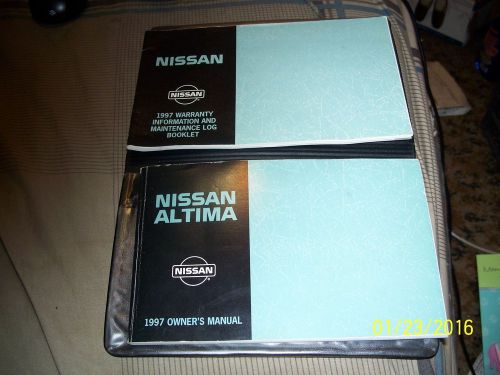 NISSAN
NISSAN
1997 WARRANTY
INFORMATION AND
MAINTENANCE LOG
BOOKLET
NISSAN
ALTIMA
NISSAN
1997 OWNER'S MANUAL
01/23/2016